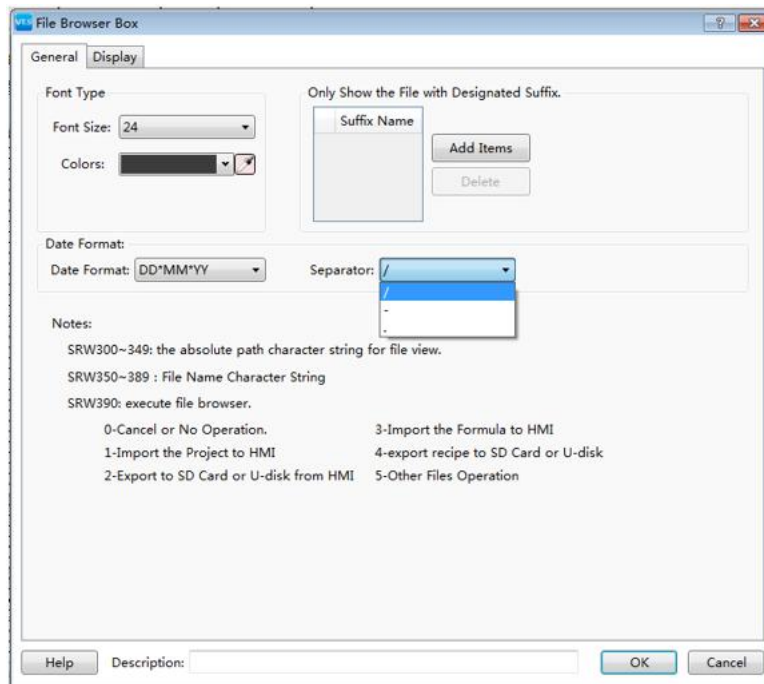 File Browser Box
General Display
Font Type
Font Size: 24
Colors:
Only Show the File with Designated Suffix.
Suffix Name
Add Items
Delete
Date Format:
Date Format: DD*MM*YY Separator: /
/
-
.
Notes:
SRW300~349: the absolute path character string for file view.
SRW350~389 : File Name Character String
SRW390: execute file browser.
0-Cancel or No Operation. 3-Import the Formula to HMI
1-Import the Project to HMI 4-export recipe to SD Card or U-disk
2-Export to SD Card or U-disk from HMI 5-Other Files Operation
Help Description: OK Cancel